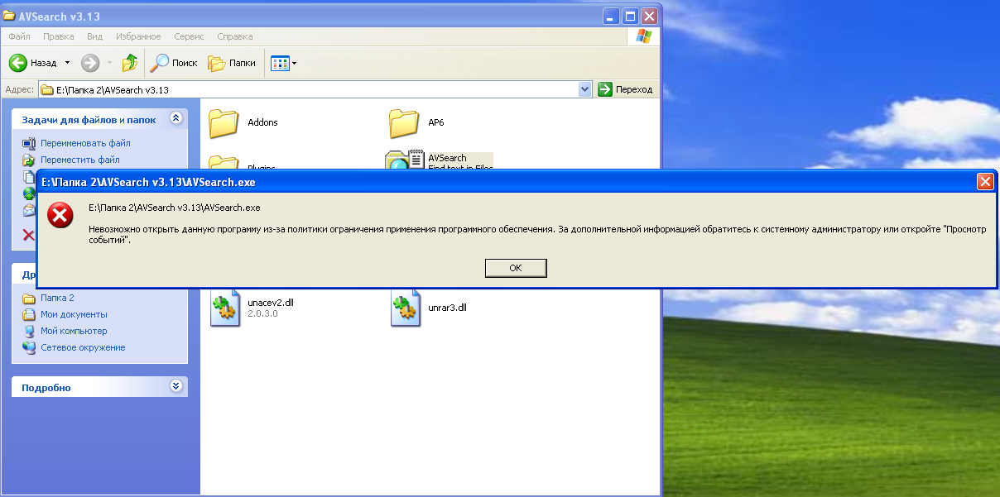 AVSearch v3.13
Файл Правка Вид Избранное Сервис Справка
Назад Поиск Папки
Адрес: E:\Папка 2\AVSearch v3.13 Переход
Задачи для файлов и папок
Переименовать файл
Переместить файл
Addons
AP6
Plugins
AVSearch
Find text in Files
E:\Папка 2\AVSearch v3.13\AVSearch.exe
E:\Папка 2\AVSearch v3.13\AVSearch.exe
Невозможно открыть данную программу из-за политики ограничения применения программного обеспечения. За дополнительной информацией обратитесь к системному администратору или откройте "Просмотр
событий".
OK
Др
Папка 2
Мои документы
Мой компьютер
Сетевое окружение
Подробно
unacev2.dll
2.0.3.0
unrar3.dll